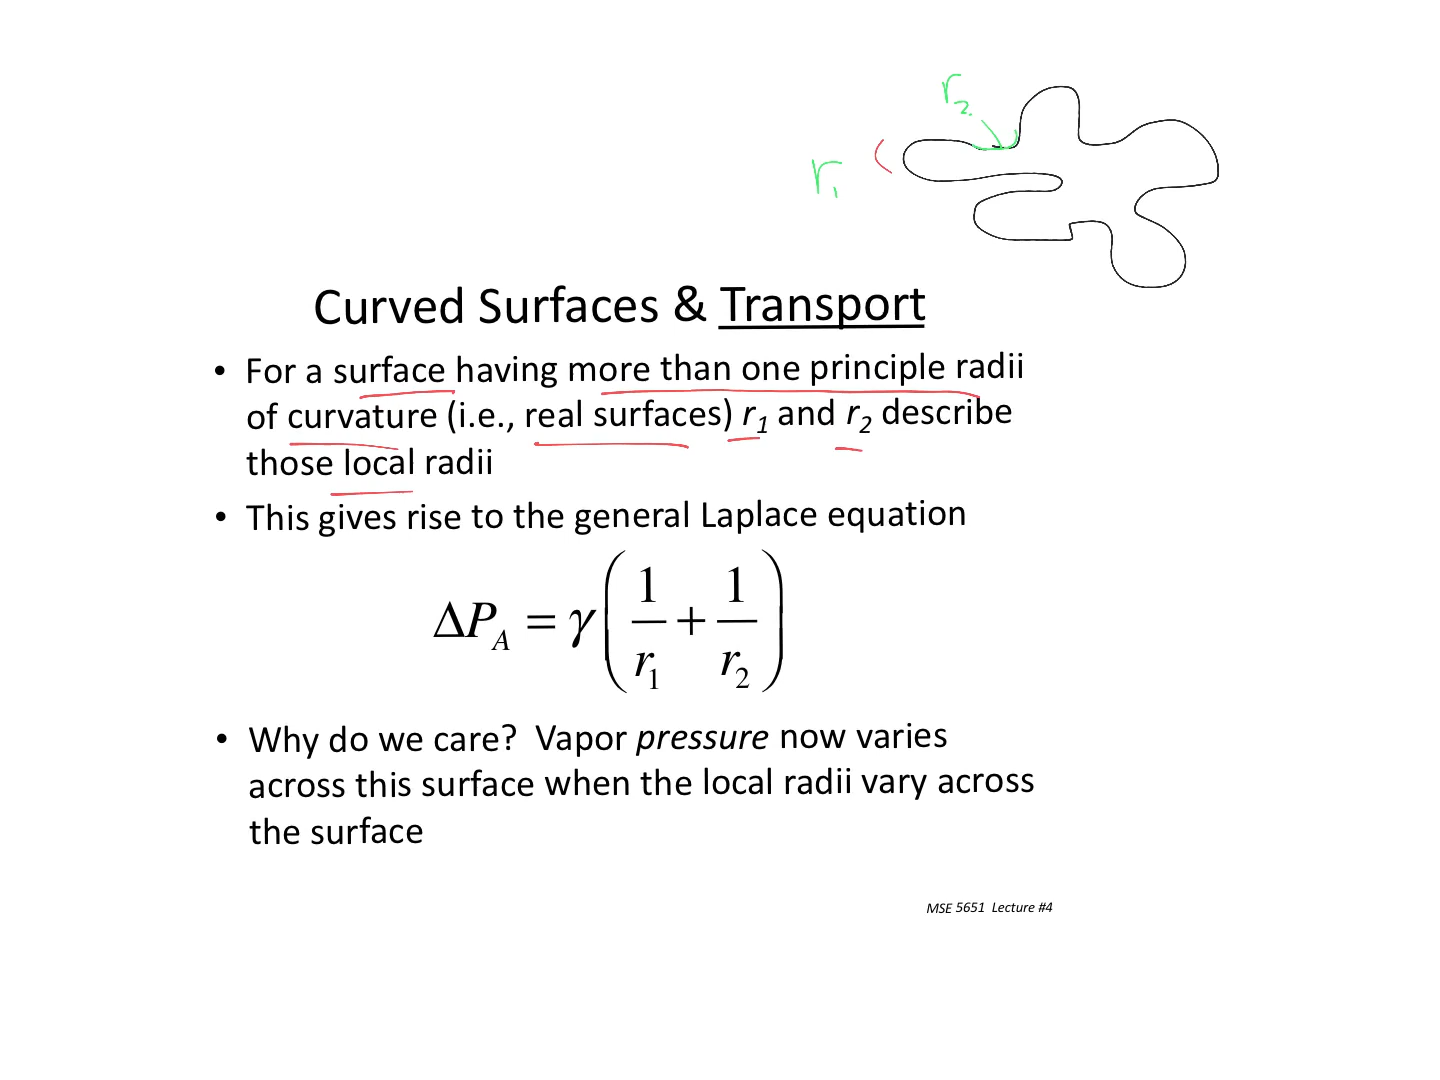 r₂
r₁
Curved Surfaces & Transport
• For a surface having more than one principle radii
of curvature (i.e., real surfaces) r₁ and r₂ describe
those local radii
• This gives rise to the general Laplace equation
ΔP_A = γ(1/r₁ + 1/r₂)
• Why do we care?  Vapor pressure now varies
across this surface when the local radii vary across
the surface
MSE 5651  Lecture #4